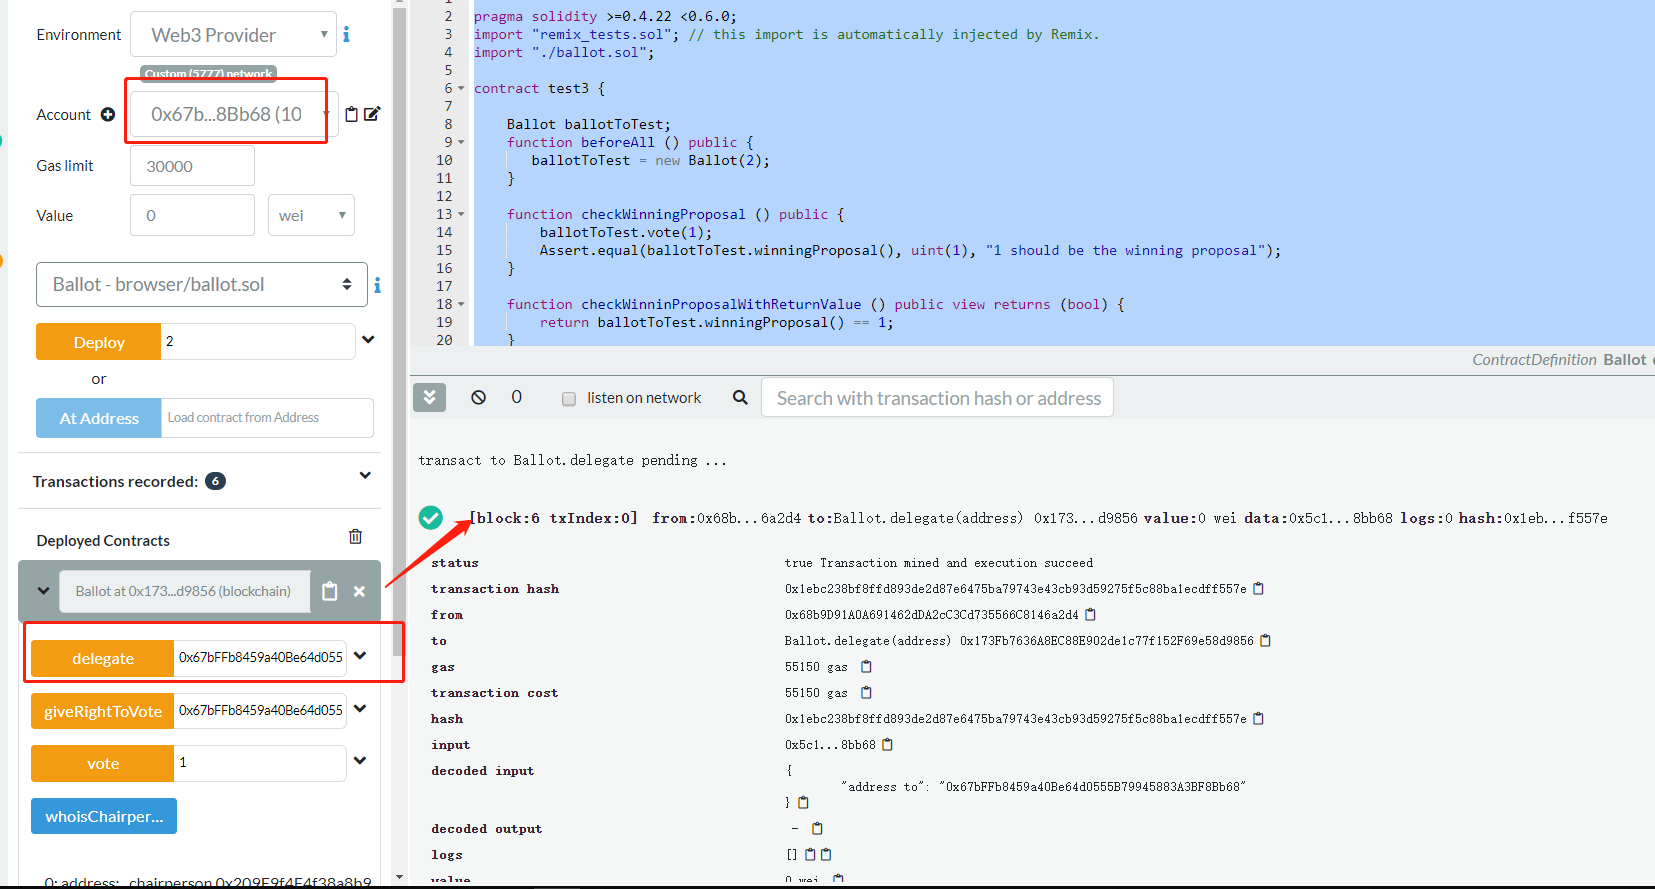 Environment
Web3 Provider
Custom (5777) network
Account
0x67b...8Bb68 (10
Gas limit
30000
Value
0
wei
Ballot - browser/ballot.sol
Deploy
2
or
At Address
Load contract from Address
Transactions recorded: 6
Deployed Contracts
Ballot at 0x173...d9856 (blockchain)
delegate
0x67bFFb8459a40Be64d055
giveRightToVote
0x67bFFb8459a40Be64d055
vote
1
whoisChairper...
0: address: chairperson 0x209F9f4F4f38a8b9
2 pragma solidity >=0.4.22 <0.6.0;
3 import "remix_tests.sol"; // this import is automatically injected by Remix.
4 import "./ballot.sol";
5
6 contract test3 {
7
8 Ballot ballotToTest;
9 function beforeAll () public {
10 ballotToTest = new Ballot(2);
11 }
12
13 function checkWinningProposal () public {
14 ballotToTest.vote(1);
15 Assert.equal(ballotToTest.winningProposal(), uint(1), "1 should be the winning proposal");
16 }
17
18 function checkWinninProposalWithReturnValue () public view returns (bool) {
19 return ballotToTest.winningProposal() == 1;
20 }
ContractDefinition Ballot
0
listen on network
Search with transaction hash or address
transact to Ballot.delegate pending ...
[block:6 txIndex:0] from:0x68b...6a2d4 to:Ballot.delegate(address) 0x173...d9856 value:0 wei data:0x5c1...8bb68 logs:0 hash:0x1eb...f557e
status true Transaction mined and execution succeed
transaction hash 0x1ebc238bf8ffd893de2d87e6475ba79743e43cb93d59275f5c88ba1ecdff557e
from 0x68b9D91A0A691462dDA2cC3Cd735566C8146a2d4
to Ballot.delegate(address) 0x173Fb7636A8EC88E902de1c77f152F69e58d9856
gas 55150 gas
transaction cost 55150 gas
hash 0x1ebc238bf8ffd893de2d87e6475ba79743e43cb93d59275f5c88ba1ecdff557e
input 0x5c1...8bb68
decoded input {
"address to": "0x67bFFb8459a40Be64d0555B79945883A3BF8Bb68"
}
decoded output -
logs []
value 0 wei